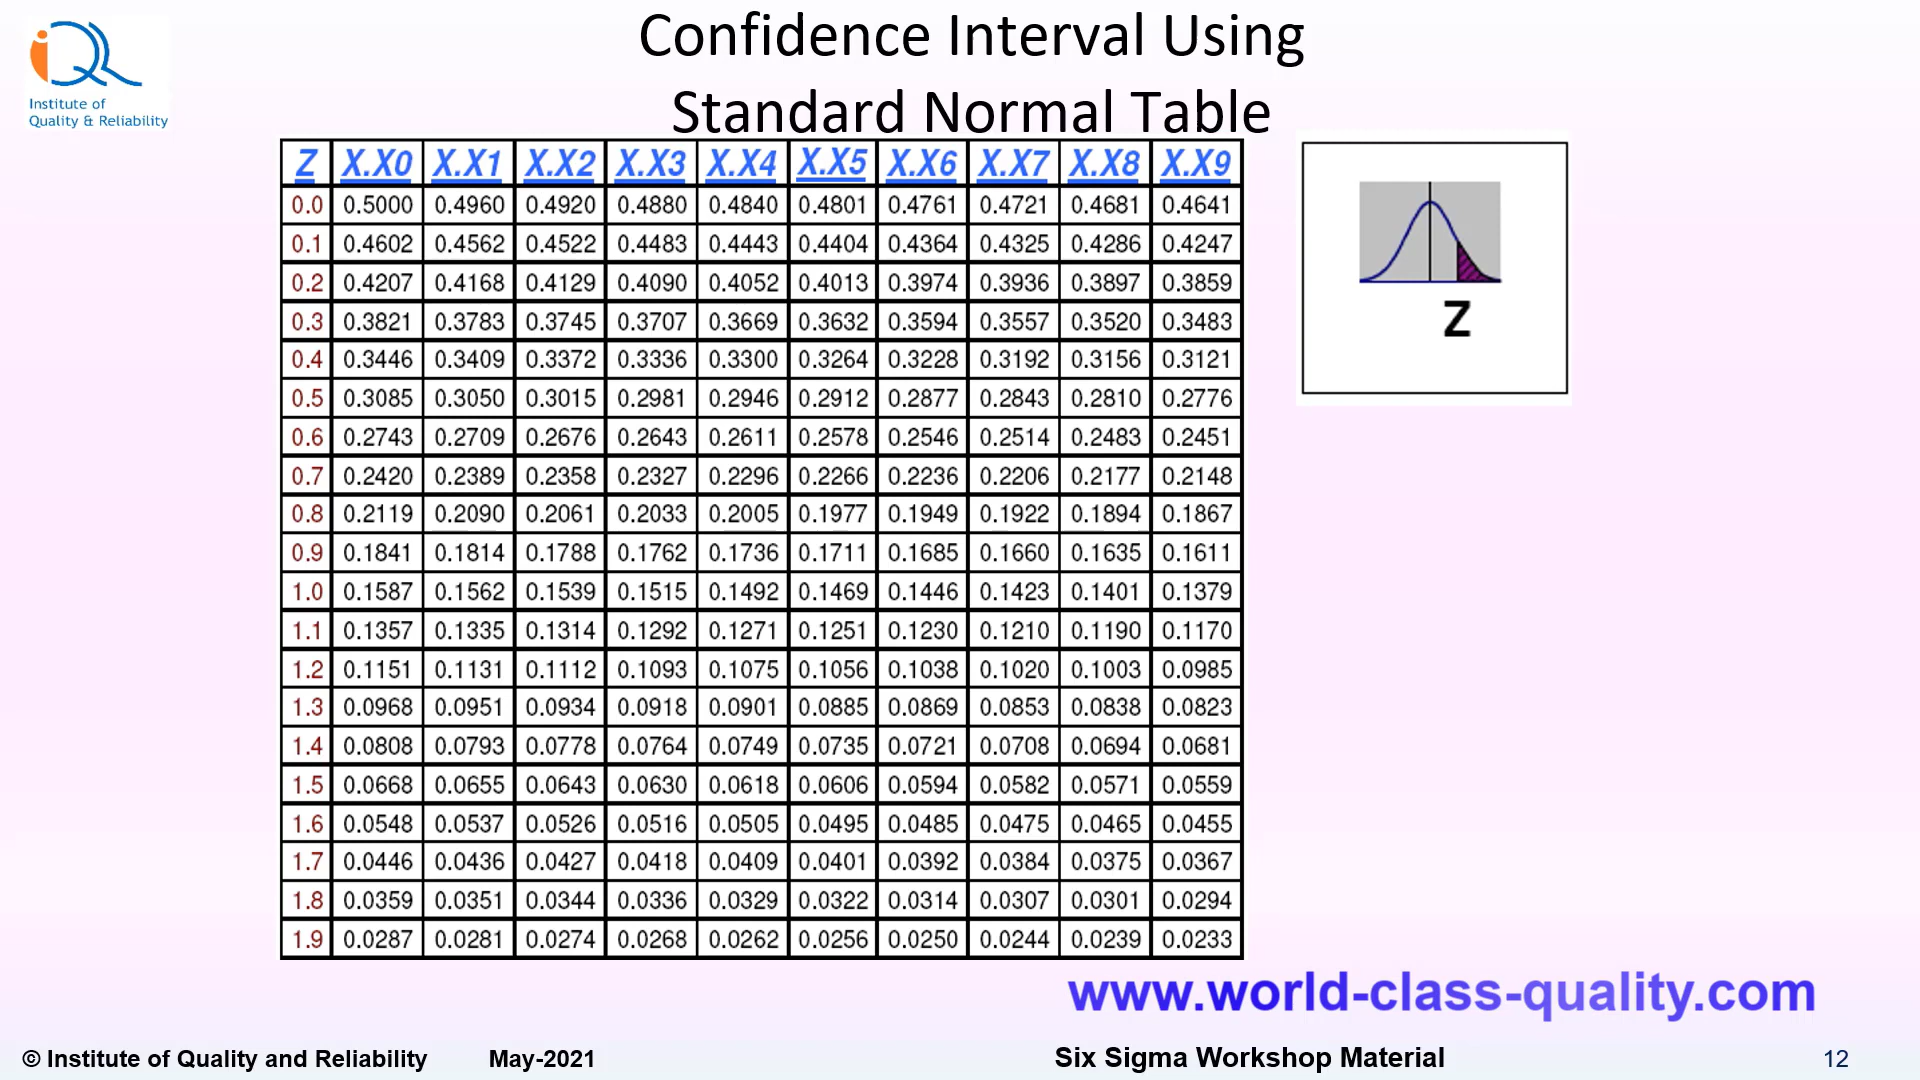 iQR
Institute of
Quality & Reliability
Confidence Interval Using
Standard Normal Table
Z X.X0 X.X1 X.X2 X.X3 X.X4 X.X5 X.X6 X.X7 X.X8 X.X9
0.0 0.5000 0.4960 0.4920 0.4880 0.4840 0.4801 0.4761 0.4721 0.4681 0.4641
0.1 0.4602 0.4562 0.4522 0.4483 0.4443 0.4404 0.4364 0.4325 0.4286 0.4247
0.2 0.4207 0.4168 0.4129 0.4090 0.4052 0.4013 0.3974 0.3936 0.3897 0.3859
0.3 0.3821 0.3783 0.3745 0.3707 0.3669 0.3632 0.3594 0.3557 0.3520 0.3483
0.4 0.3446 0.3409 0.3372 0.3336 0.3300 0.3264 0.3228 0.3192 0.3156 0.3121
0.5 0.3085 0.3050 0.3015 0.2981 0.2946 0.2912 0.2877 0.2843 0.2810 0.2776
0.6 0.2743 0.2709 0.2676 0.2643 0.2611 0.2578 0.2546 0.2514 0.2483 0.2451
0.7 0.2420 0.2389 0.2358 0.2327 0.2296 0.2266 0.2236 0.2206 0.2177 0.2148
0.8 0.2119 0.2090 0.2061 0.2033 0.2005 0.1977 0.1949 0.1922 0.1894 0.1867
0.9 0.1841 0.1814 0.1788 0.1762 0.1736 0.1711 0.1685 0.1660 0.1635 0.1611
1.0 0.1587 0.1562 0.1539 0.1515 0.1492 0.1469 0.1446 0.1423 0.1401 0.1379
1.1 0.1357 0.1335 0.1314 0.1292 0.1271 0.1251 0.1230 0.1210 0.1190 0.1170
1.2 0.1151 0.1131 0.1112 0.1093 0.1075 0.1056 0.1038 0.1020 0.1003 0.0985
1.3 0.0968 0.0951 0.0934 0.0918 0.0901 0.0885 0.0869 0.0853 0.0838 0.0823
1.4 0.0808 0.0793 0.0778 0.0764 0.0749 0.0735 0.0721 0.0708 0.0694 0.0681
1.5 0.0668 0.0655 0.0643 0.0630 0.0618 0.0606 0.0594 0.0582 0.0571 0.0559
1.6 0.0548 0.0537 0.0526 0.0516 0.0505 0.0495 0.0485 0.0475 0.0465 0.0455
1.7 0.0446 0.0436 0.0427 0.0418 0.0409 0.0401 0.0392 0.0384 0.0375 0.0367
1.8 0.0359 0.0351 0.0344 0.0336 0.0329 0.0322 0.0314 0.0307 0.0301 0.0294
1.9 0.0287 0.0281 0.0274 0.0268 0.0262 0.0256 0.0250 0.0244 0.0239 0.0233
Z
www.world-class-quality.com
© Institute of Quality and Reliability May-2021 Six Sigma Workshop Material 12